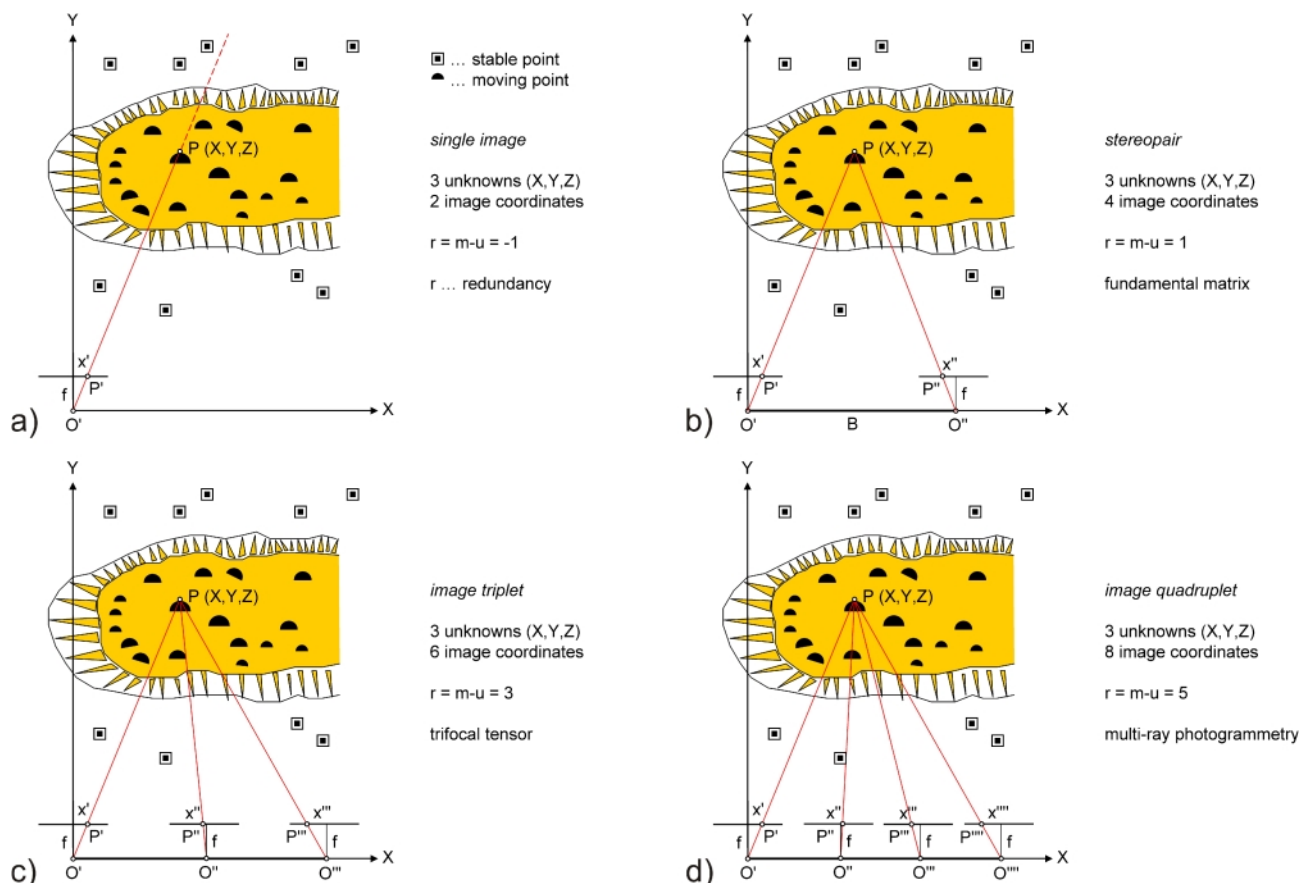 Y
... stable point
... moving point
P (X,Y,Z)
single image
3 unknowns (X,Y,Z)
2 image coordinates
r = m-u = -1
r ... redundancy
x'
P'
f
O'
X
a)
Y
P (X,Y,Z)
stereopair
3 unknowns (X,Y,Z)
4 image coordinates
r = m-u = 1
fundamental matrix
x'
x"
P'
P"
f
f
O'
B
O"
X
b)
Y
P (X,Y,Z)
image triplet
3 unknowns (X,Y,Z)
6 image coordinates
r = m-u = 3
trifocal tensor
x'
x"
x'"
P'
P"
P'"
f
f
f
O'
O"
O'"
X
c)
Y
P (X,Y,Z)
image quadruplet
3 unknowns (X,Y,Z)
8 image coordinates
r = m-u = 5
multi-ray photogrammetry
x'
x"
x'"
x""
P'
P"
P'"
P""
f
f
f
f
O'
O"
O'"
O""
X
d)